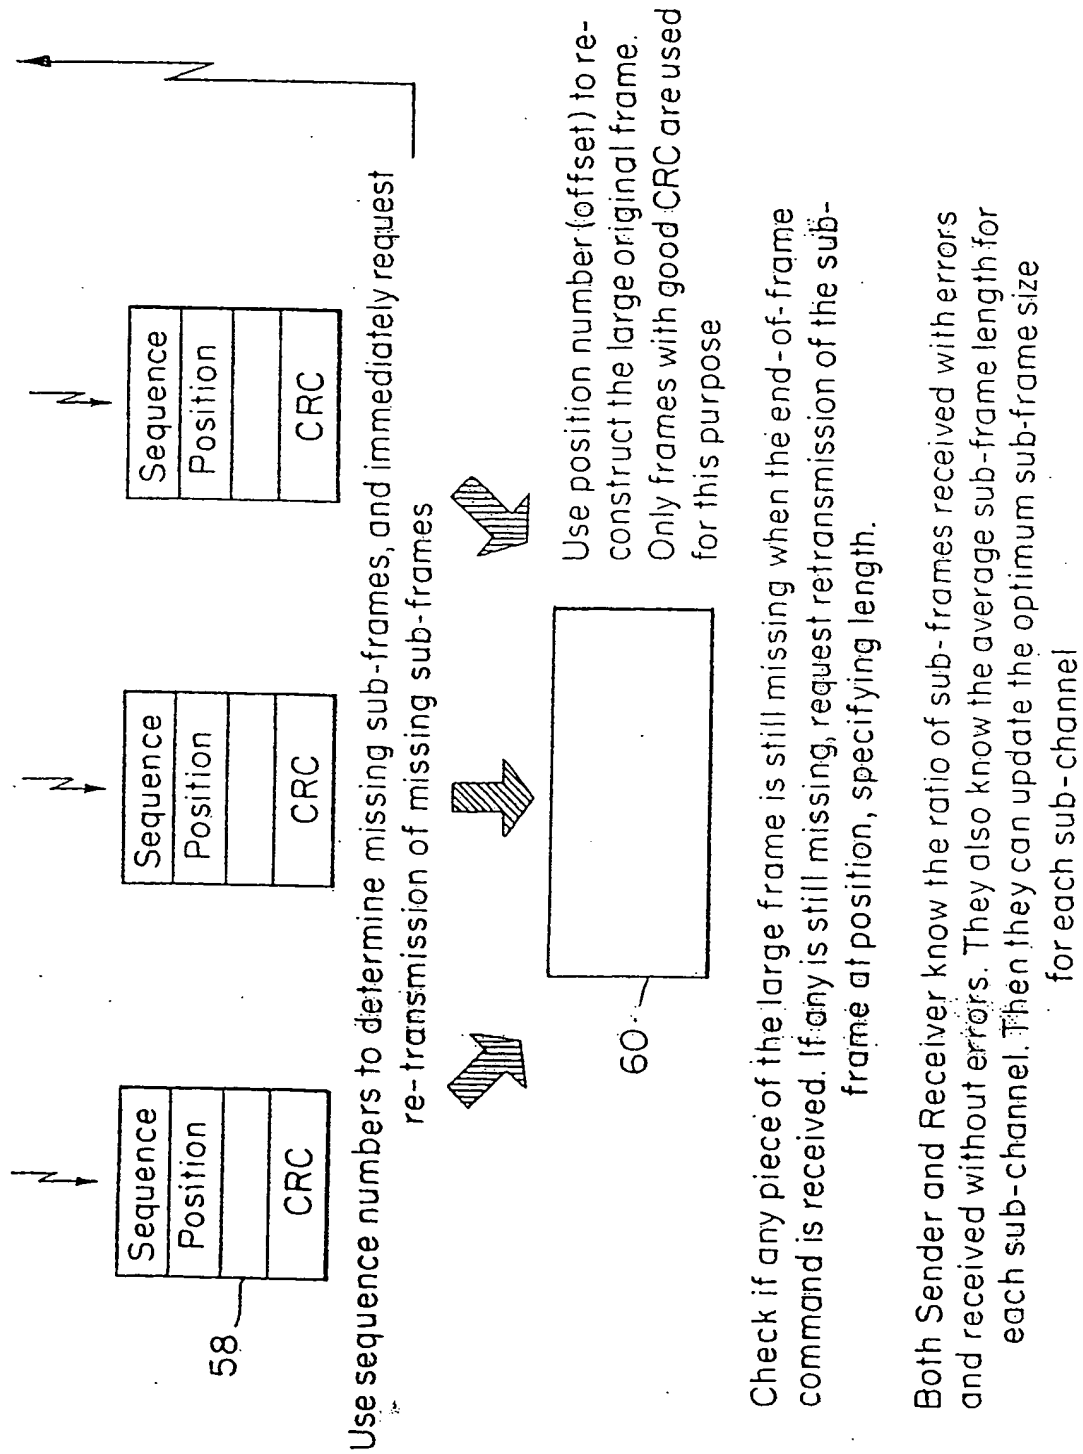 Sequence
Position
CRC
Sequence
Position
CRC
Sequence
Position
CRC
58
Use sequence numbers to determine missing sub-frames, and immediately request
re-transmission of missing sub-frames
60
Use position number (offset) to re-
construct the large original frame.
Only frames with good CRC are used
for this purpose
Check if any piece of the large frame is still missing when the end-of-frame
command is received. If any is still missing, request retransmission of the sub-
frame at position, specifying length.
Both Sender and Receiver know the ratio of sub-frames received with errors
and received without errors. They also know the average sub-frame length for
each sub-channel. Then they can update the optimum sub-frame size
for each sub-channel